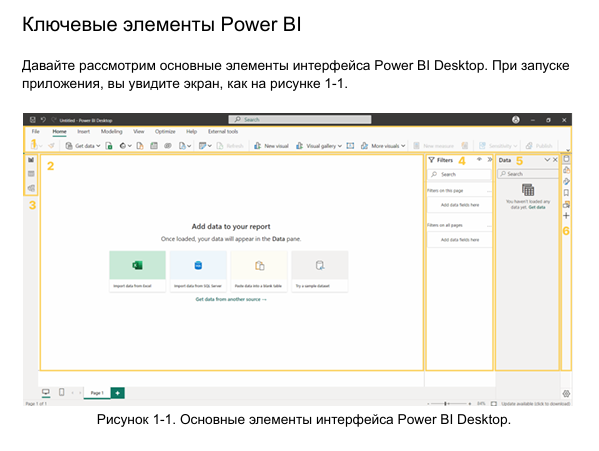 Ключевые элементы Power BI
Давайте рассмотрим основные элементы интерфейса Power BI Desktop. При запуске
приложения, вы увидите экран, как на рисунке 1-1.
Untitled - Power BI Desktop
Search
File Home Insert Modeling View Optimize Help External tools
1
Get data
Refresh
New visual
Visual gallery
More visuals
New measure
Sensitivity
Publish
2
3
Add data to your report
Once loaded, your data will appear in the Data pane.
Import data from Excel
Import data from SQL Server
Paste data into a blank table
Try a sample dataset
Get data from another source →
Filters 4
Search
Filters on this page ...
Add data fields here
Filters on all pages ...
Add data fields here
Data 5
Search
You haven't loaded any
data yet. Get data
6
Page 1
Page 1 of 1
64%
Update available (click to download)
Рисунок 1-1. Основные элементы интерфейса Power BI Desktop.